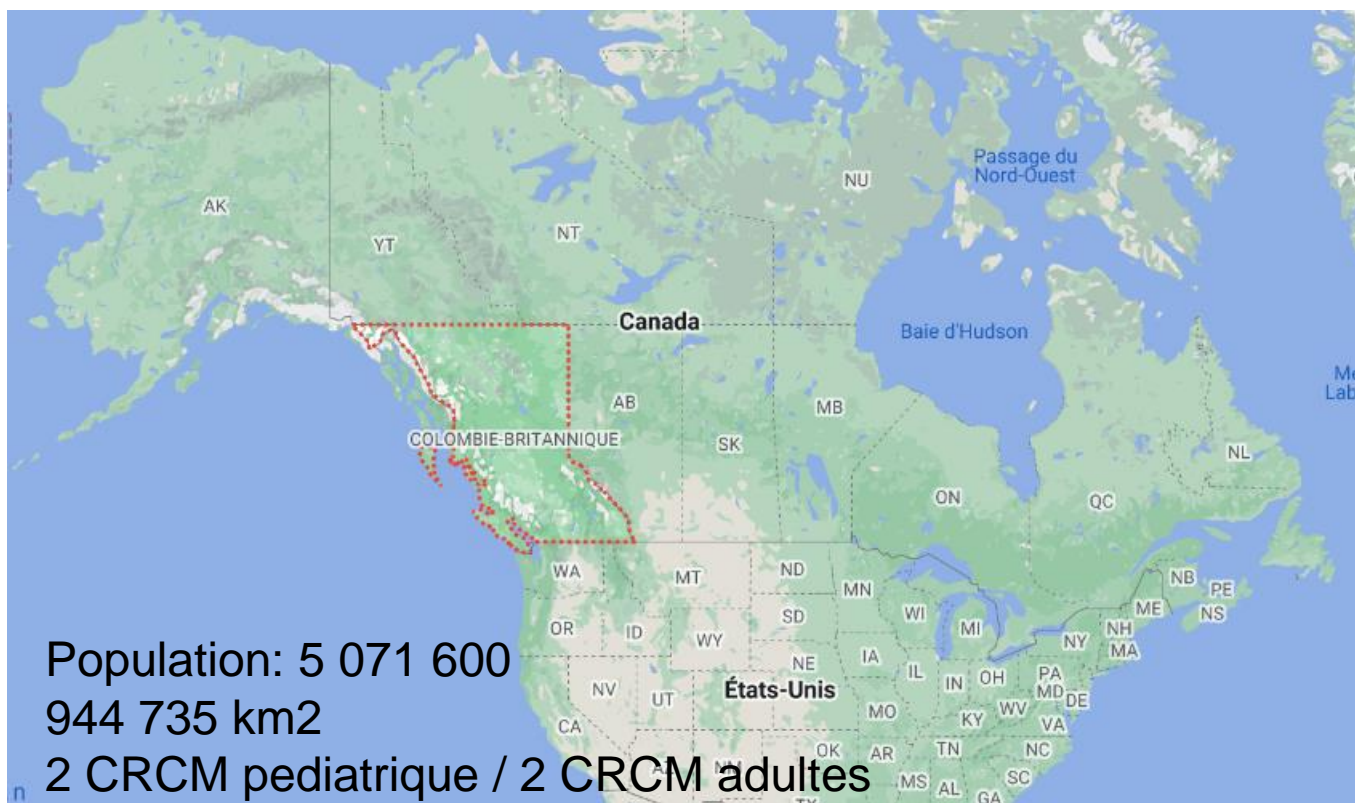 Passage du
Nord-Ouest
NU
AK
YT
NT
Canada
Baie d'Hudson
AB
MB
COLOMBIE-BRITANNIQUE
SK
NL
ON
QC
WA
MT
ND
MN
NB
PE
ME
NS
OR
ID
SD
WI
MI
NH
NY
MA
WY
IA
NE
IL
IN
OH
PA
MD
DE
NV
UT
États-Unis
MO
KY
WV
VA
CA
OK
AR
TN
NC
MS
AL
SC
GA
Population: 5 071 600
944 735 km2
2 CRCM pediatrique / 2 CRCM adultes